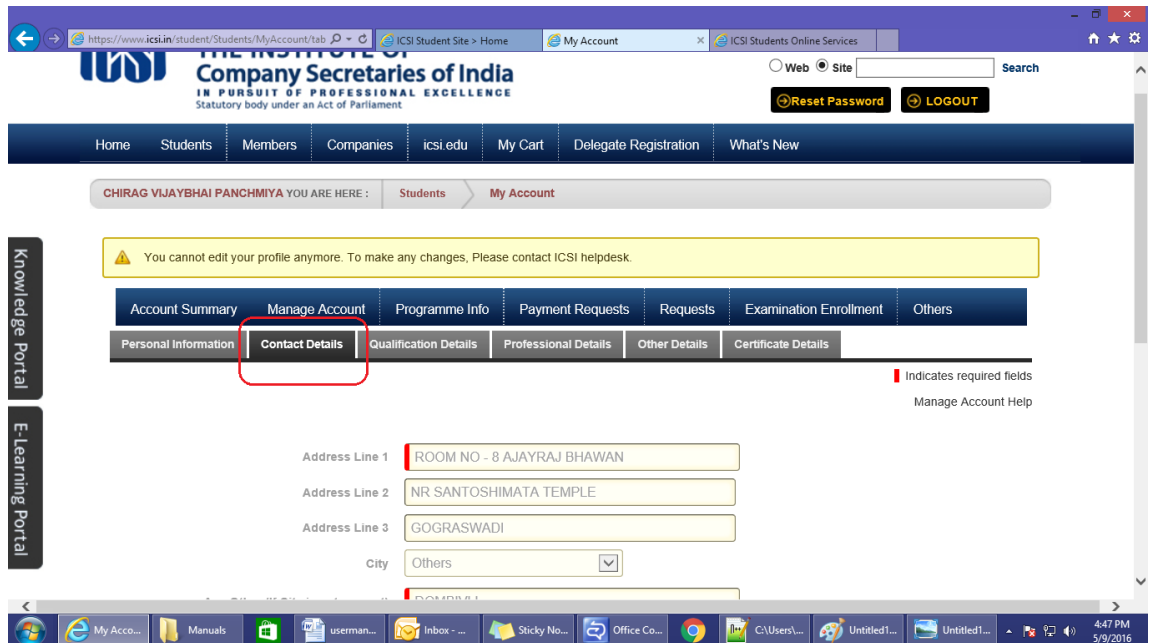 https://www.icsi.in/student/Students/MyAccount/tab
ICSI Student Site > Home
My Account
ICSI Students Online Services
THE INSTITUTE OF
Company Secretaries of India
IN PURSUIT OF PROFESSIONAL EXCELLENCE
Statutory body under an Act of Parliament
Web Site Search
Reset Password LOGOUT
Home Students Members Companies icsi.edu My Cart Delegate Registration What's New
CHIRAG VIJAYBHAI PANCHMIYA YOU ARE HERE : Students My Account
You cannot edit your profile anymore. To make any changes, Please contact ICSI helpdesk.
Knowledge Portal
E-Learning Portal
Account Summary Manage Account Programme Info Payment Requests Requests Examination Enrollment Others
Personal Information Contact Details Qualification Details Professional Details Other Details Certificate Details
Indicates required fields
Manage Account Help
Address Line 1 ROOM NO - 8 AJAYRAJ BHAWAN
Address Line 2 NR SANTOSHIMATA TEMPLE
Address Line 3 GOGRASWADI
City Others
DOMBIVLI
My Acco... Manuals userman... Inbox - ... Sticky No... Office Co... C:\Users\... Untitled1... Untitled1... 4:47 PM
5/9/2016